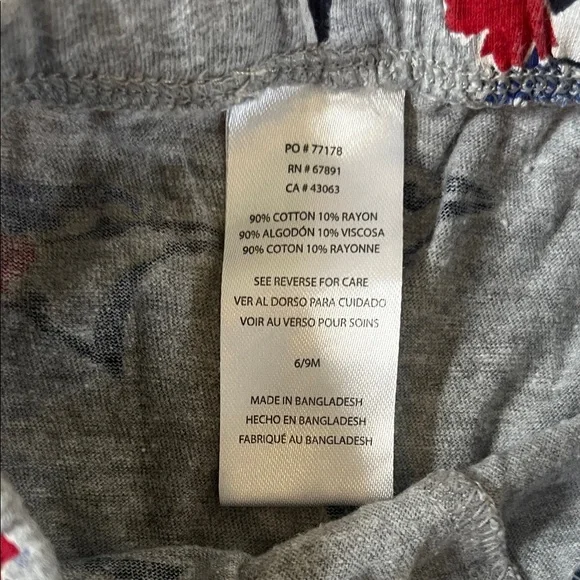 PO # 77178
RN # 67891
CA # 43063
90% COTTON 10% RAYON
90% ALGODÓN 10% VISCOSA
90% COTON 10% RAYONNE
SEE REVERSE FOR CARE
VER AL DORSO PARA CUIDADO
VOIR AU VERSO POUR SOINS
6/9M
MADE IN BANGLADESH
HECHO EN BANGLADESH
FABRIQUÉ AU BANGLADESH